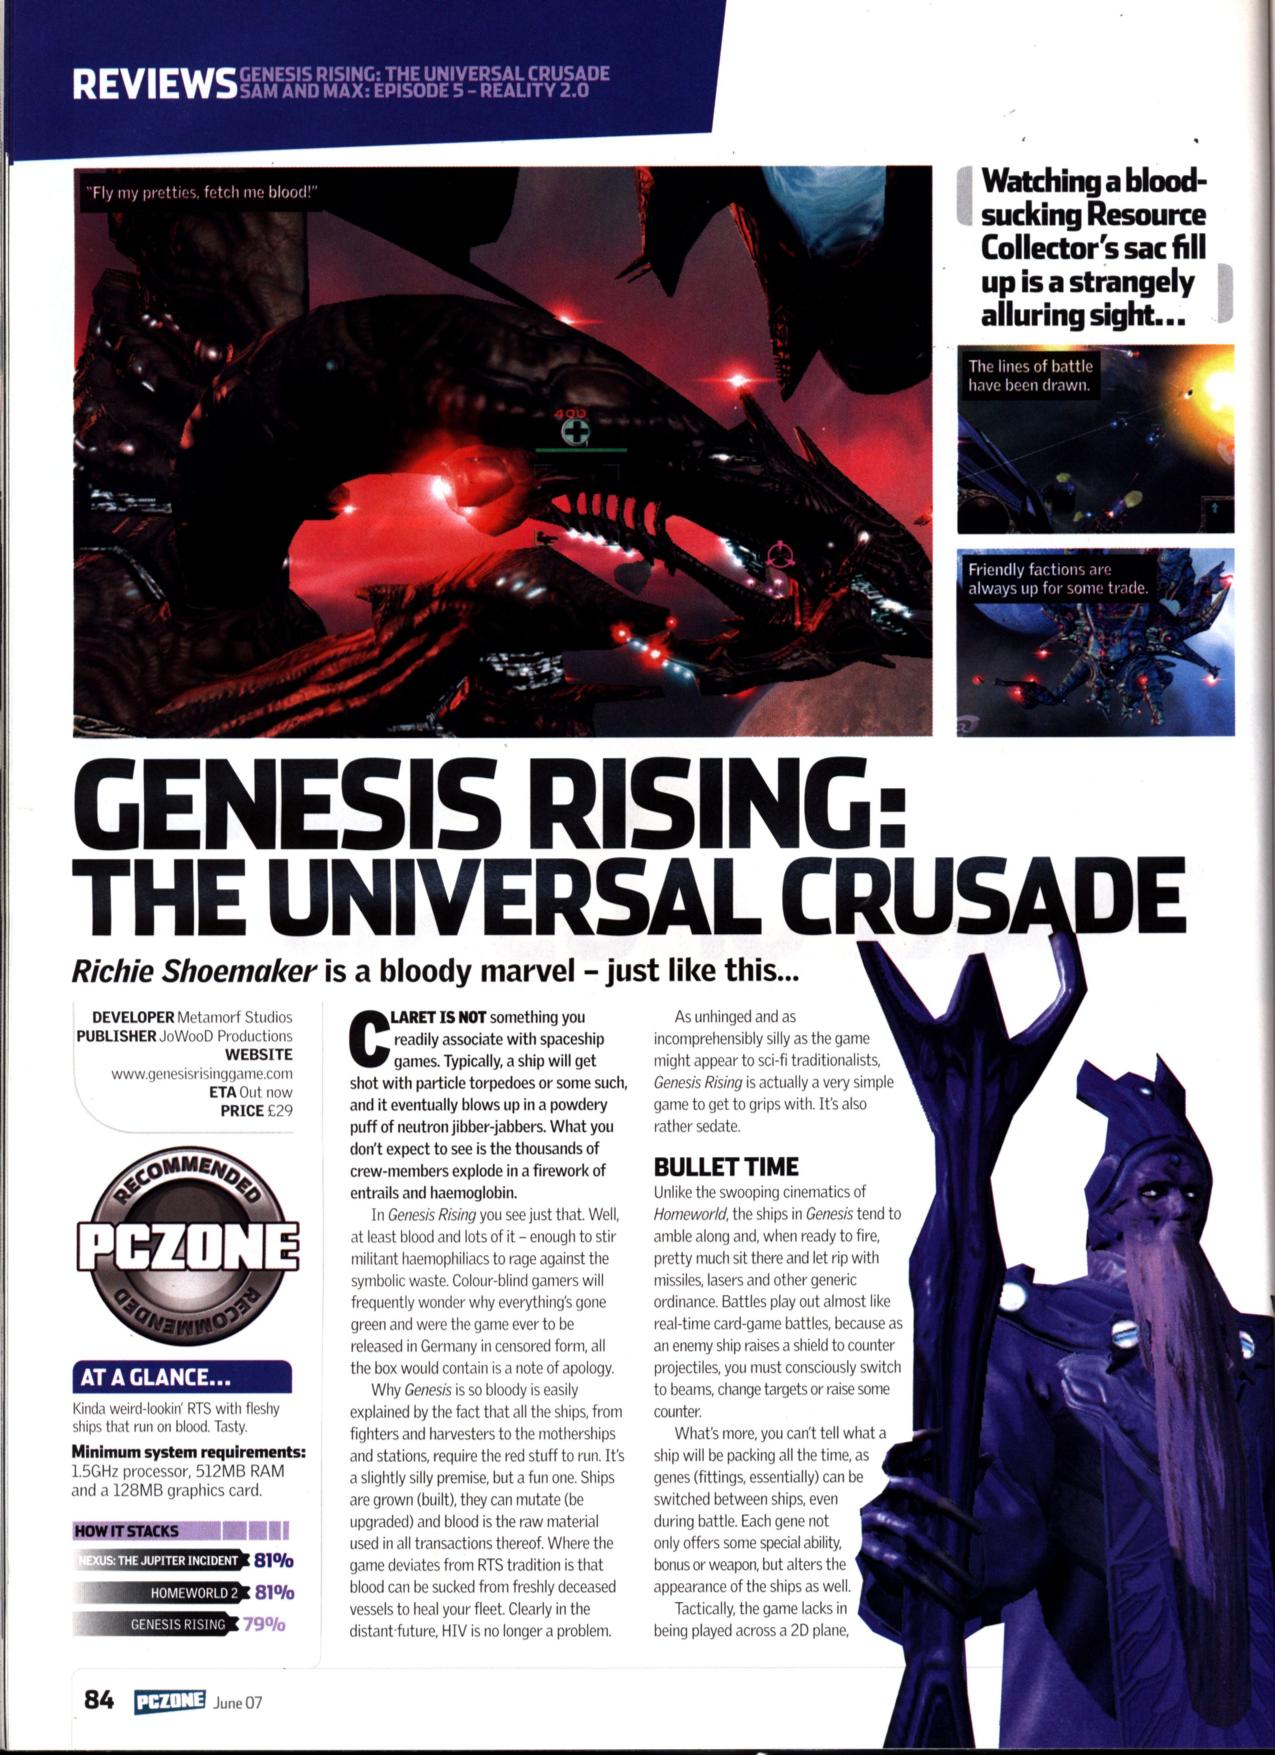 REVIEWS GENESIS RISING: THE UNIVERSAL CRUSADE
SAM AND MAX: EPISODE 5 – REALITY 2.0
"Fly my pretties, fetch me blood!"
400
Watching a blood-
sucking Resource
Collector's sac fill
up is a strangely
alluring sight...
The lines of battle
have been drawn.
Friendly factions are
always up for some trade.
GENESIS RISING:
THE UNIVERSAL CRUSADE
Richie Shoemaker is a bloody marvel – just like this...
DEVELOPER Metamorf Studios
PUBLISHER JoWooD Productions
WEBSITE
www.genesisrisinggame.com
ETA Out now
PRICE £29
RECOMMENDED
PCZONE
RECOMMENDED
AT A GLANCE...
Kinda weird-lookin' RTS with fleshy
ships that run on blood. Tasty.
Minimum system requirements:
1.5GHz processor, 512MB RAM
and a 128MB graphics card.
HOW IT STACKS
NEXUS: THE JUPITER INCIDENT 81%
HOMEWORLD 2 81%
GENESIS RISING 79%
CLARET IS NOT something you
readily associate with spaceship
games. Typically, a ship will get
shot with particle torpedoes or some such,
and it eventually blows up in a powdery
puff of neutron jibber-jabbers. What you
don't expect to see is the thousands of
crew-members explode in a firework of
entrails and haemoglobin.
In Genesis Rising you see just that. Well,
at least blood and lots of it – enough to stir
militant haemophiliacs to rage against the
symbolic waste. Colour-blind gamers will
frequently wonder why everything's gone
green and were the game ever to be
released in Germany in censored form, all
the box would contain is a note of apology.
Why Genesis is so bloody is easily
explained by the fact that all the ships, from
fighters and harvesters to the motherships
and stations, require the red stuff to run. It's
a slightly silly premise, but a fun one. Ships
are grown (built), they can mutate (be
upgraded) and blood is the raw material
used in all transactions thereof. Where the
game deviates from RTS tradition is that
blood can be sucked from freshly deceased
vessels to heal your fleet. Clearly in the
distant future, HIV is no longer a problem.
As unhinged and as
incomprehensibly silly as the game
might appear to sci-fi traditionalists,
Genesis Rising is actually a very simple
game to get to grips with. It's also
rather sedate.
BULLET TIME
Unlike the swooping cinematics of
Homeworld, the ships in Genesis tend to
amble along and, when ready to fire,
pretty much sit there and let rip with
missiles, lasers and other generic
ordinance. Battles play out almost like
real-time card-game battles, because as
an enemy ship raises a shield to counter
projectiles, you must consciously switch
to beams, change targets or raise some
counter.
What's more, you can't tell what a
ship will be packing all the time, as
genes (fittings, essentially) can be
switched between ships, even
during battle. Each gene not
only offers some special ability,
bonus or weapon, but alters the
appearance of the ships as well.
Tactically, the game lacks in
being played across a 2D plane,
84 PCZONE June 07